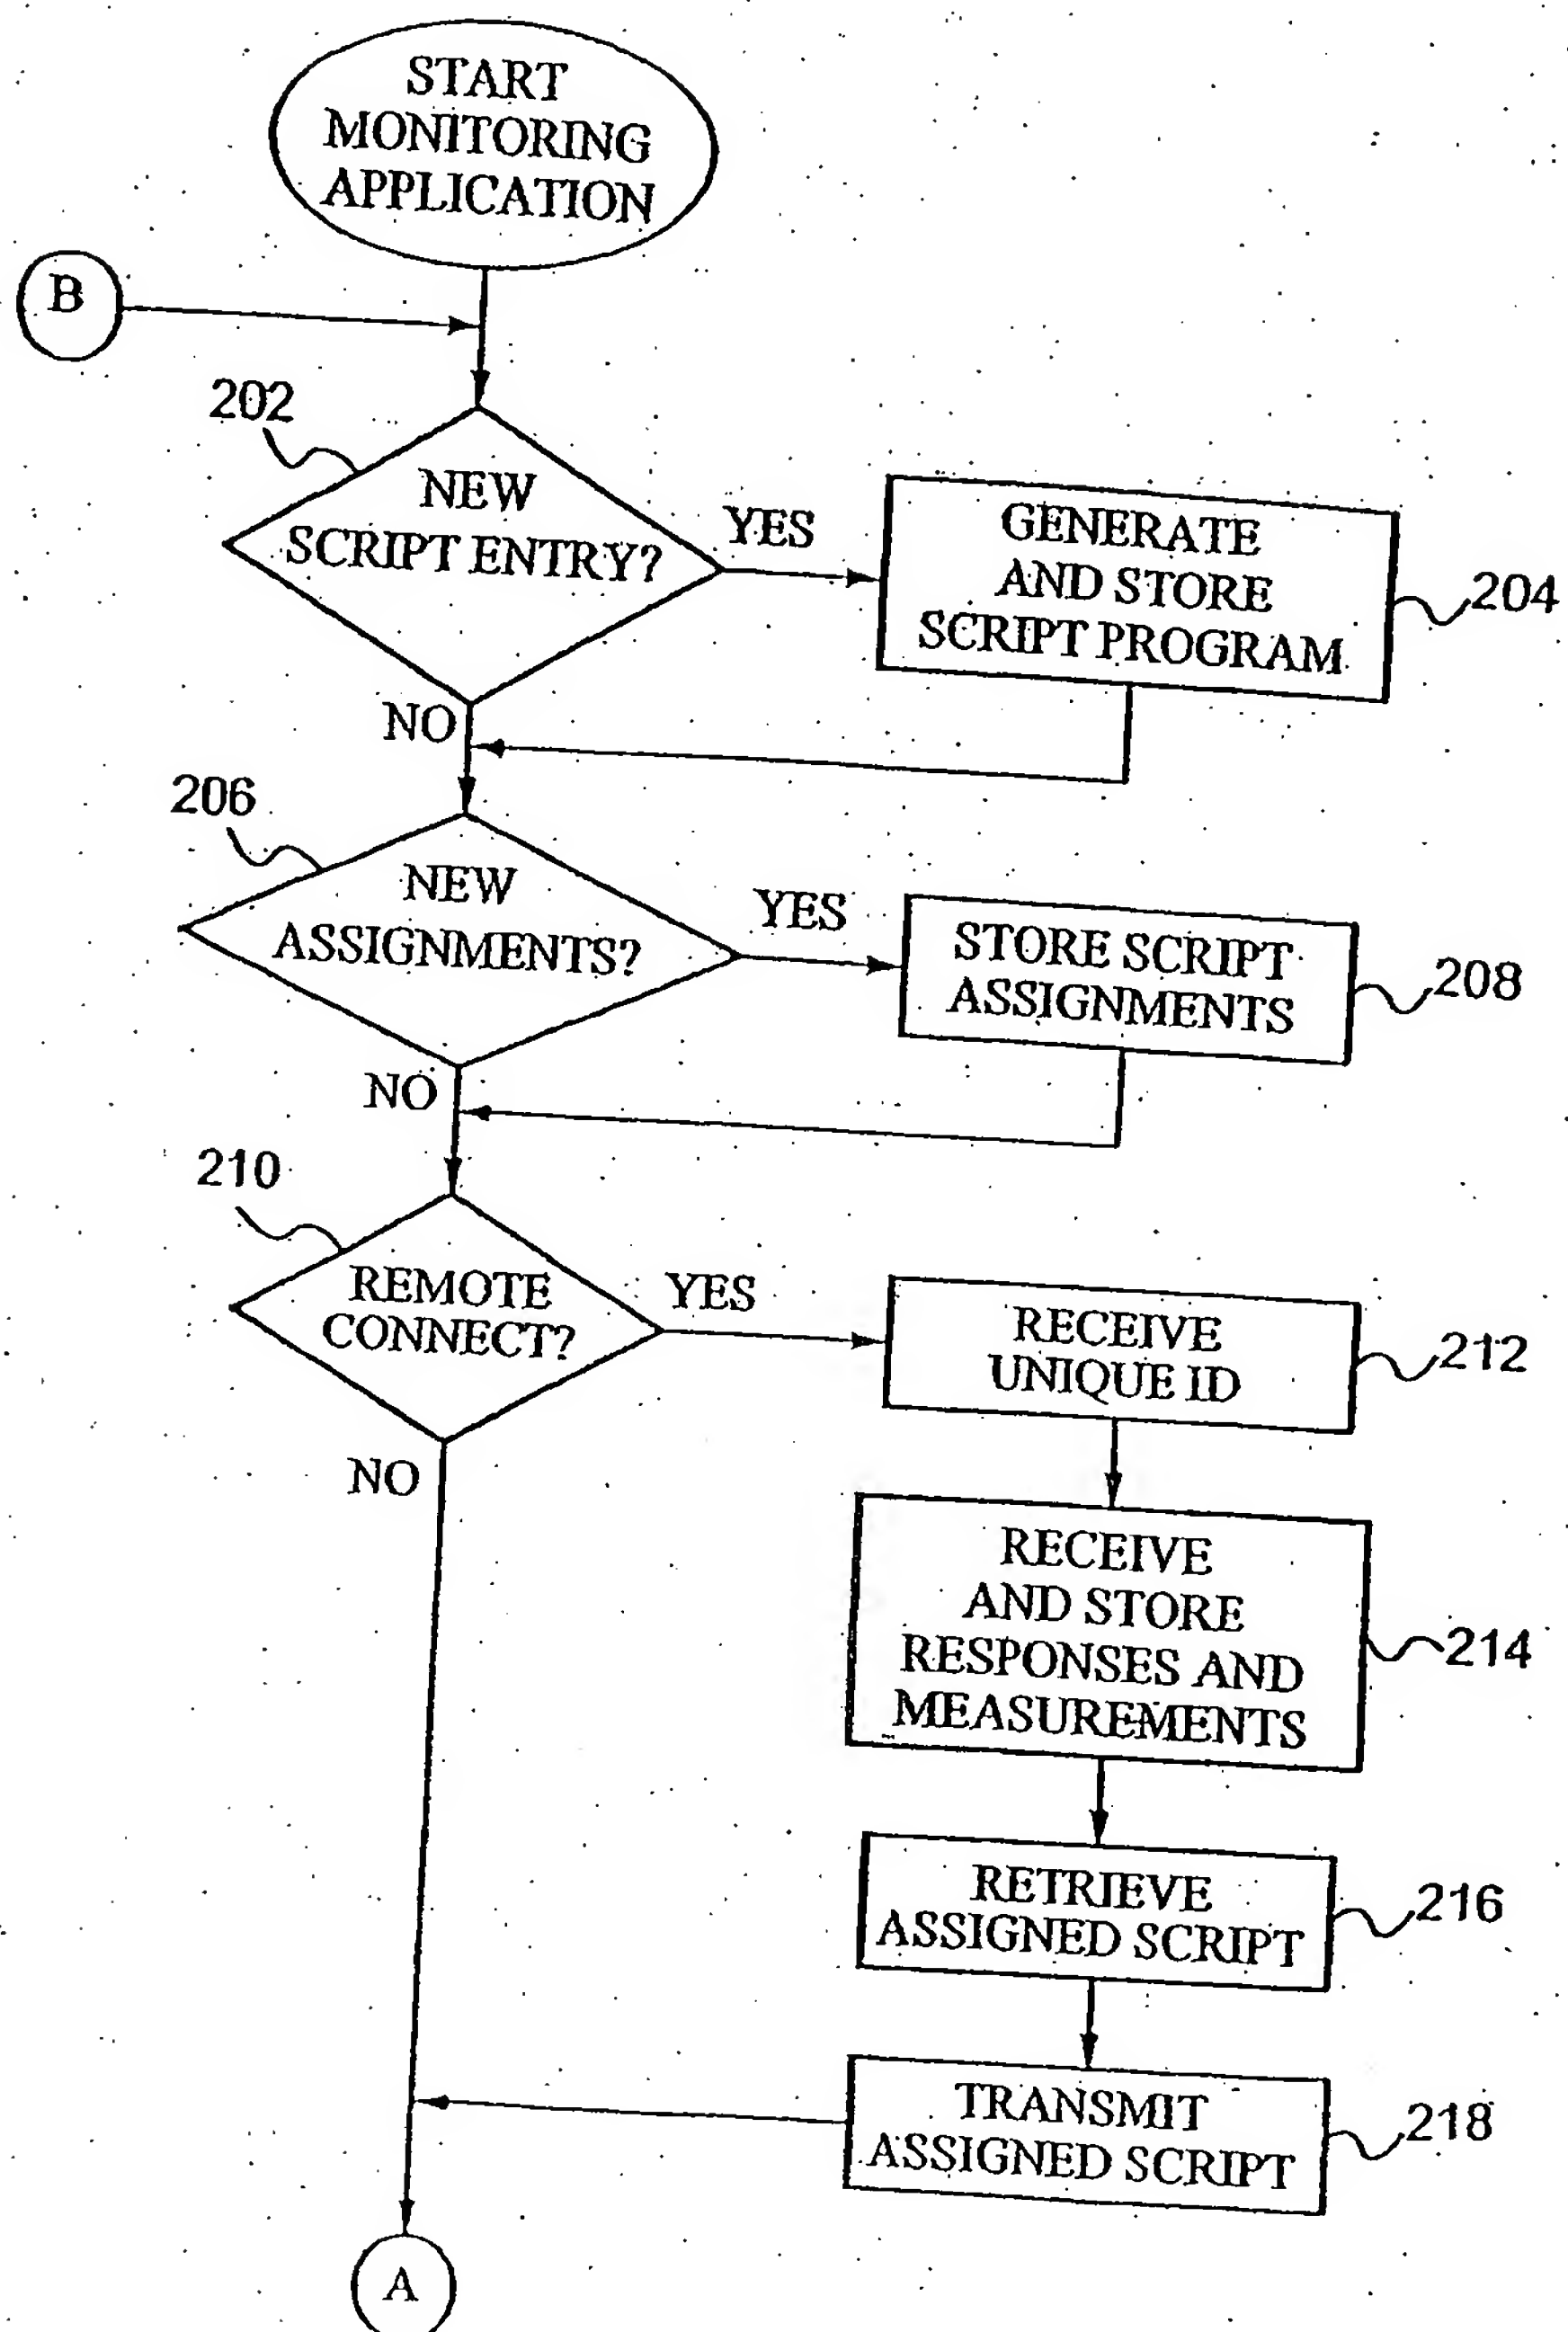 START
MONITORING
APPLICATION
B
202
NEW
SCRIPT ENTRY?
YES
GENERATE
AND STORE
SCRIPT PROGRAM
204
NO
206
NEW
ASSIGNMENTS?
YES
STORE SCRIPT
ASSIGNMENTS
208
NO
210
REMOTE
CONNECT?
YES
RECEIVE
UNIQUE ID
212
NO
RECEIVE
AND STORE
RESPONSES AND
MEASUREMENTS
214
RETRIEVE
ASSIGNED SCRIPT
216
TRANSMIT
ASSIGNED SCRIPT
218
A